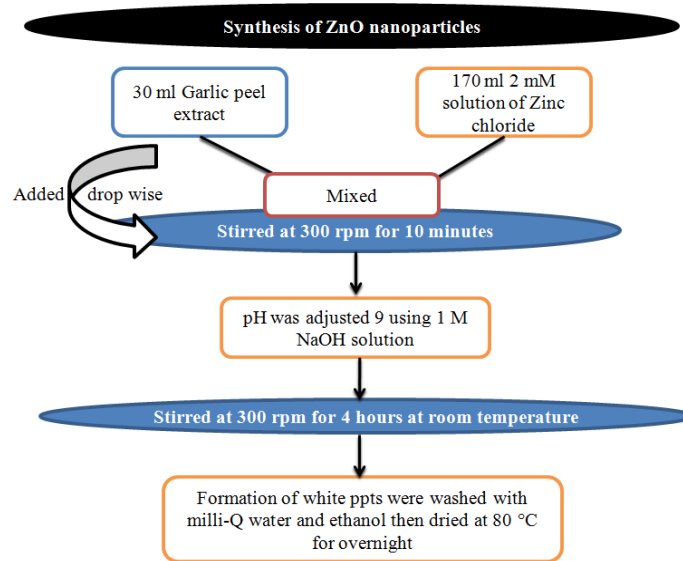 Synthesis of ZnO nanoparticles
30 ml Garlic peel
extract
170 ml 2 mM
solution of Zinc
chloride
Added drop wise
Mixed
Stirred at 300 rpm for 10 minutes
pH was adjusted 9 using 1 M
NaOH solution
Stirred at 300 rpm for 4 hours at room temperature
Formation of white ppts were washed with
milli-Q water and ethanol then dried at 80 °C
for overnight